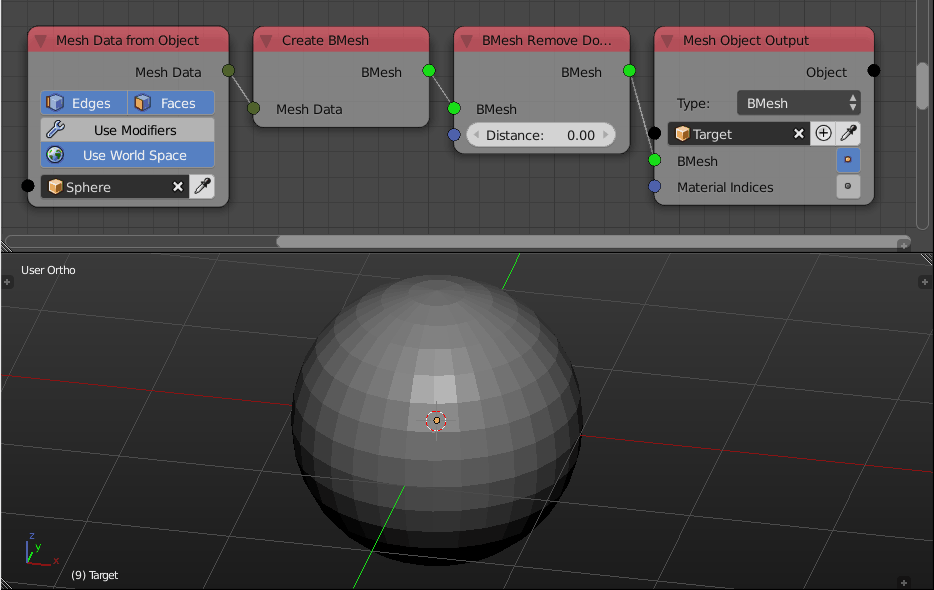 Mesh Data from Object
Mesh Data
Edges
Faces
Use Modifiers
Use World Space
Sphere
Create BMesh
BMesh
Mesh Data
BMesh Remove Do...
BMesh
BMesh
Distance: 0.00
Mesh Object Output
Object
Type: BMesh
Target
BMesh
Material Indices
User Ortho
z
y
x
(9) Target